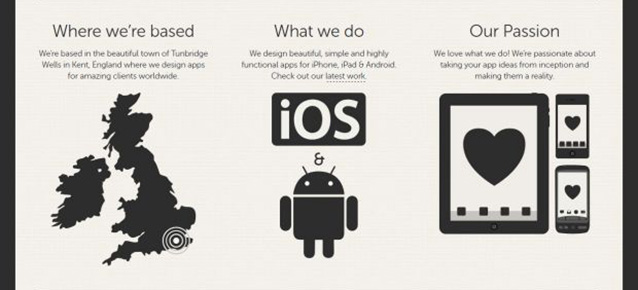 Where we're based
We're based in the beautiful town of Tunbridge
Wells in Kent, England where we design apps
for amazing clients worldwide.
What we do
We design beautiful, simple and highly
functional apps for iPhone, iPad & Android.
Check out our latest work.
iOS
&
Our Passion
We love what we do! We're passionate about
taking your app ideas from inception and
making them a reality.